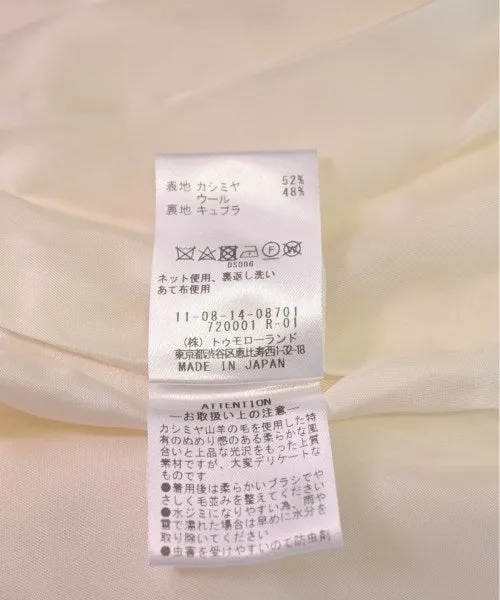 表地 カシミヤ 52%
ウール 48%
裏地 キュプラ
F W
DS006
ネット使用、裏返し洗い
あて布使用
11-08-14-08701
720001 R-01
(株) トゥモローランド
東京都渋谷区恵比寿西1-32-18
MADE IN JAPAN
ATTENTION
―お取扱い上の注意―
カシミヤ山羊の毛を使用した特
有のぬめり感のある柔らかな風
合いと上品な光沢をもった上質
素材ですが、大変デリケートな
ものです
●着用後は柔らかいブラシでや
さしく毛並みを整えてください
●水ジミになりやすい為、雨や
雪で濡れた場合は早めに水分を
取り除いてください
●虫害を受けやすいので防虫剤